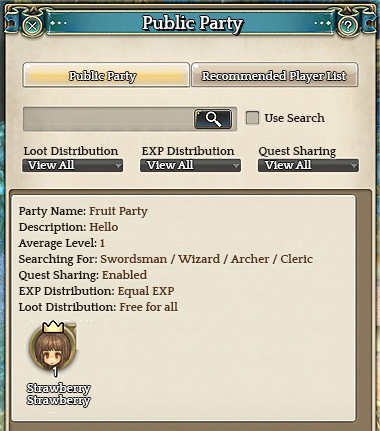 Public Party
Public Party
Recommended Player List
Use Search
Loot Distribution
EXP Distribution
Quest Sharing
View All
View All
View All
Party Name: Fruit Party
Description: Hello
Average Level: 1
Searching For: Swordsman / Wizard / Archer / Cleric
Quest Sharing: Enabled
EXP Distribution: Equal EXP
Loot Distribution: Free for all
1
Strawberry
Strawberry